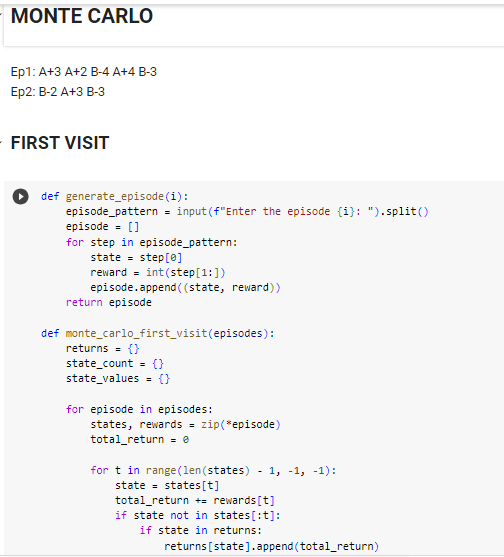 MONTE CARLO
Ep1: A+3 A+2 B-4 A+4 B-3
Ep2: B-2 A+3 B-3
FIRST VISIT
def generate_episode(i):
    episode_pattern = input(f"Enter the episode {i}: ").split()
    episode = []
    for step in episode_pattern:
        state = step[0]
        reward = int(step[1:])
        episode.append((state, reward))
    return episode
def monte_carlo_first_visit(episodes):
    returns = {}
    state_count = {}
    state_values = {}
    for episode in episodes:
        states, rewards = zip(*episode)
        total_return = 0
        for t in range(len(states) - 1, -1, -1):
            state = states[t]
            total_return += rewards[t]
            if state not in states[:t]:
                if state in returns:
                    returns[state].append(total_return)